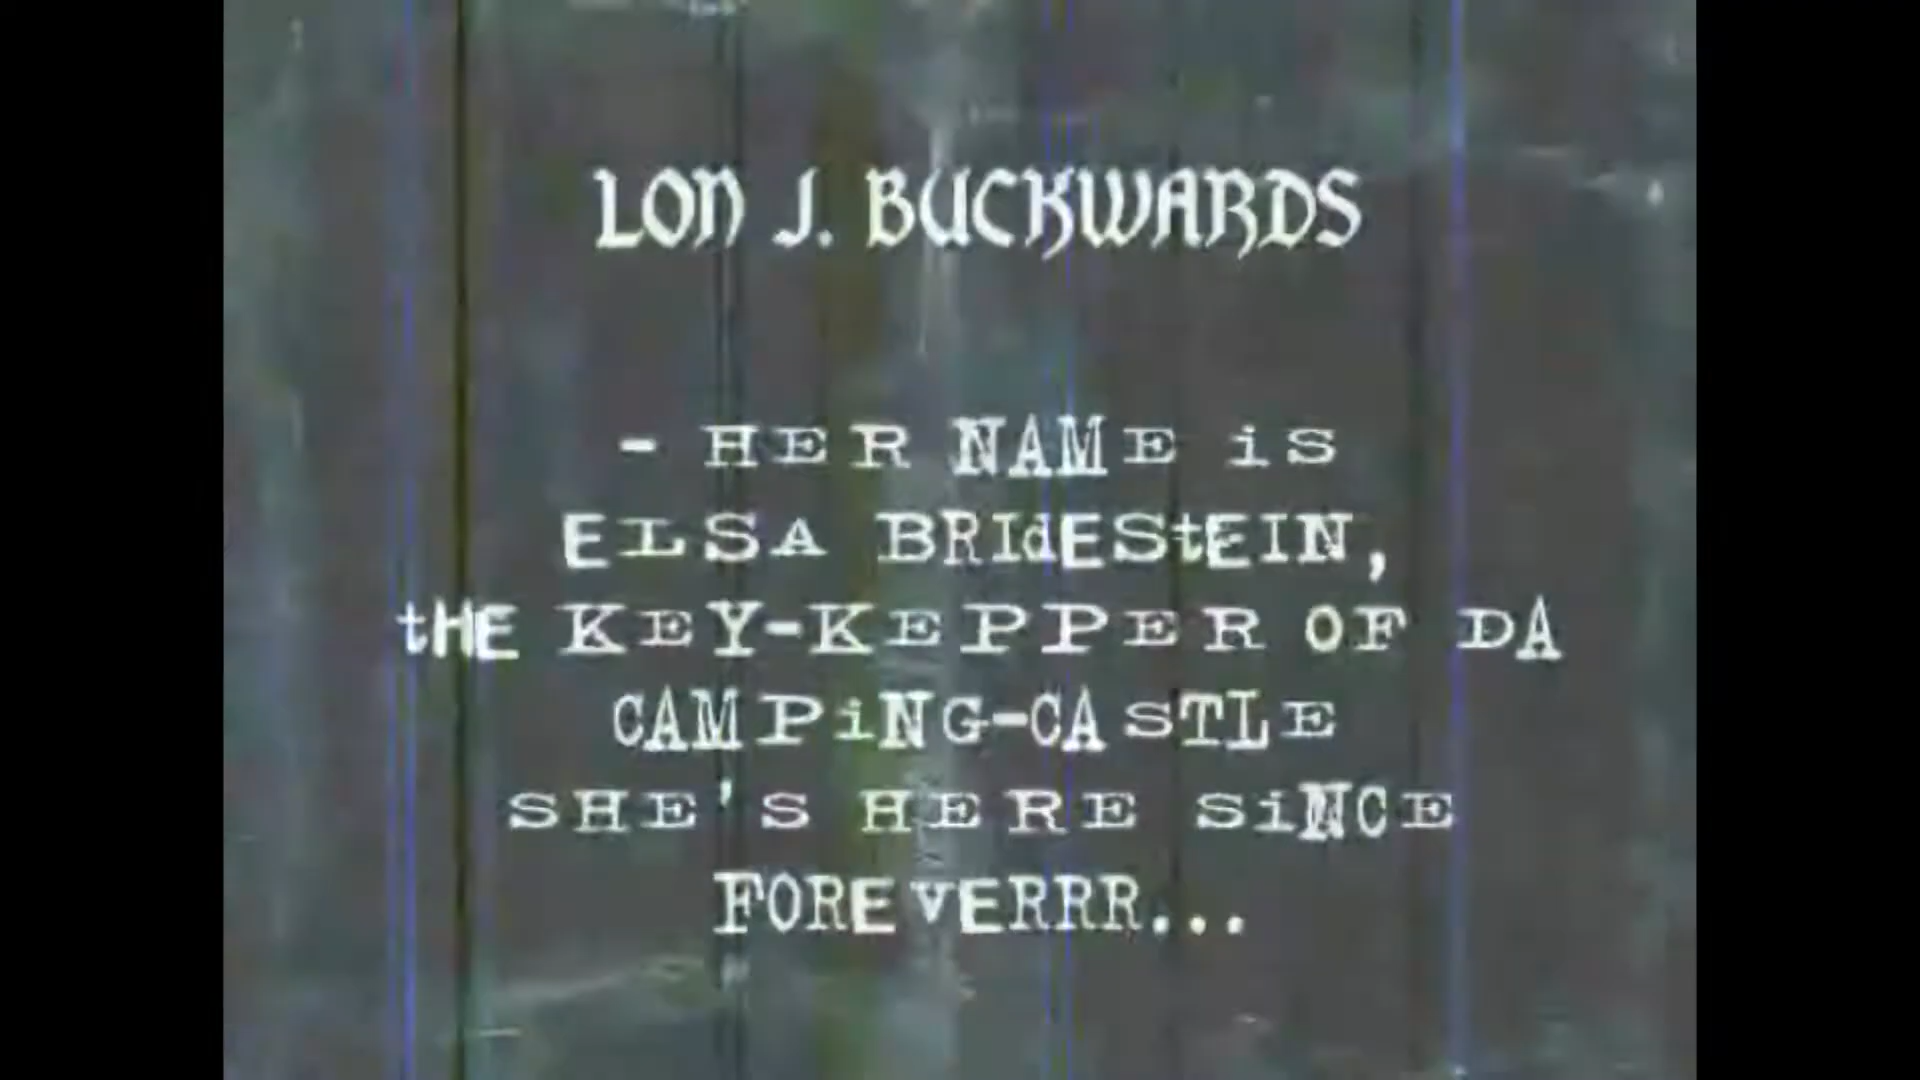 LON J. BUCKWARDS
- HER NAME iS
ELSA BRIdEStEIN,
tHE KEY-KEPPER OF DA
CAMPiNG-CASTLE
SHE'S HERE SiNCE
FOREVERRR...